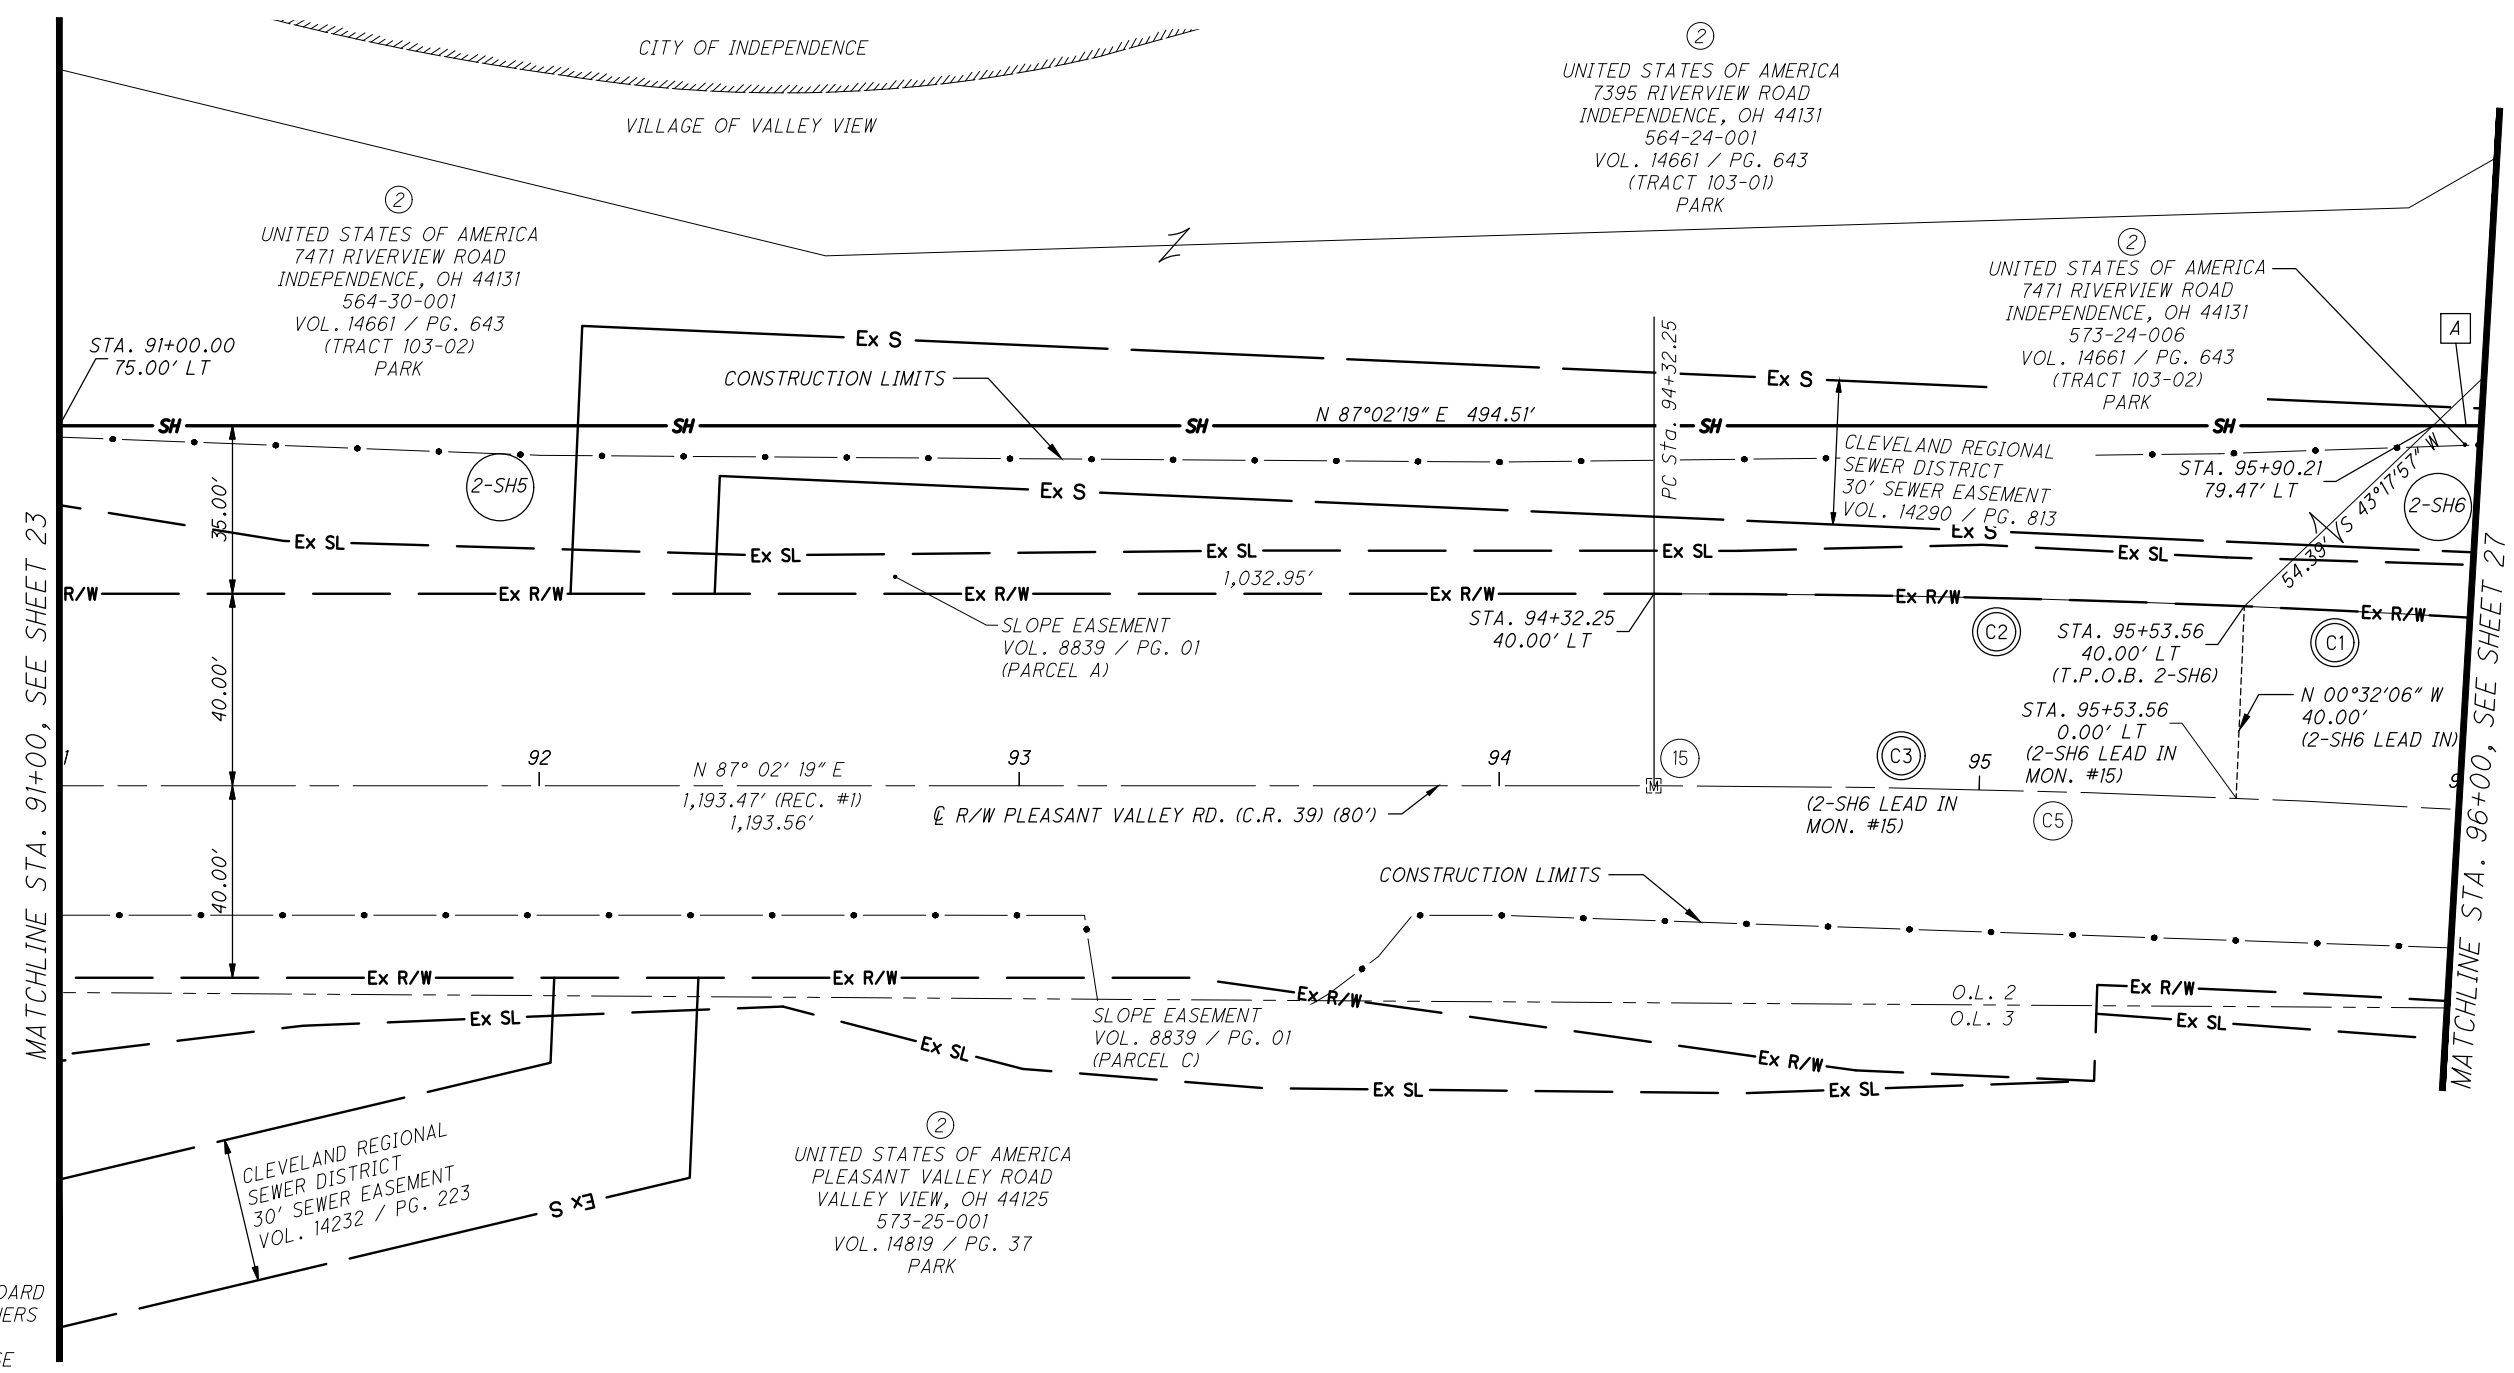 CITY OF INDEPENDENCE
VILLAGE OF VALLEY VIEW
2
UNITED STATES OF AMERICA
7395 RIVERVIEW ROAD
INDEPENDENCE, OH 44131
564-24-001
VOL. 14661 / PG. 643
(TRACT 103-01)
PARK
2
UNITED STATES OF AMERICA
7471 RIVERVIEW ROAD
INDEPENDENCE, OH 44131
564-30-001
VOL. 14661 / PG. 643
(TRACT 103-02)
PARK
2
UNITED STATES OF AMERICA
7471 RIVERVIEW ROAD
INDEPENDENCE, OH 44131
573-24-006
VOL. 14661 / PG. 643
(TRACT 103-02)
PARK
A
STA. 91+00.00
75.00' LT
Ex S
CONSTRUCTION LIMITS
PC Sta. 94+32.25
Ex S
SH
SH
SH
N 87°02'19" E 494.51'
SH
SH
CLEVELAND REGIONAL
SEWER DISTRICT
30' SEWER EASEMENT
VOL. 14290 / PG. 813
STA. 95+90.21
79.47' LT
54.39' S 43°17'57" W
2-SH6
2-SH5
35.00'
Ex S
Ex S
Ex SL
Ex SL
Ex SL
Ex SL
Ex SL
1,032.95'
R/W
Ex R/W
Ex R/W
Ex R/W
Ex R/W
Ex R/W
SLOPE EASEMENT
VOL. 8839 / PG. 01
(PARCEL A)
STA. 94+32.25
40.00' LT
C2
STA. 95+53.56
40.00' LT
(T.P.O.B. 2-SH6)
C1
40.00'
STA. 95+53.56
0.00' LT
(2-SH6 LEAD IN
MON. #15)
N 00°32'06" W
40.00'
(2-SH6 LEAD IN)
MATCHLINE STA. 91+00, SEE SHEET 23
MATCHLINE STA. 96+00, SEE SHEET 27
1
92
93
94
15
C3
95
9
N 87° 02' 19" E
1,193.47' (REC. #1)
1,193.56'
℄ R/W PLEASANT VALLEY RD. (C.R. 39) (80')
M
(2-SH6 LEAD IN
MON. #15)
C5
40.00'
CONSTRUCTION LIMITS
Ex R/W
Ex R/W
Ex R/W
Ex R/W
O.L. 2
O.L. 3
Ex SL
Ex SL
SLOPE EASEMENT
VOL. 8839 / PG. 01
(PARCEL C)
Ex SL
Ex R/W
Ex SL
Ex SL
CLEVELAND REGIONAL
SEWER DISTRICT
30' SEWER EASEMENT
VOL. 14232 / PG. 223
Ex S
2
UNITED STATES OF AMERICA
PLEASANT VALLEY ROAD
VALLEY VIEW, OH 44125
573-25-001
VOL. 14819 / PG. 37
PARK
OARD